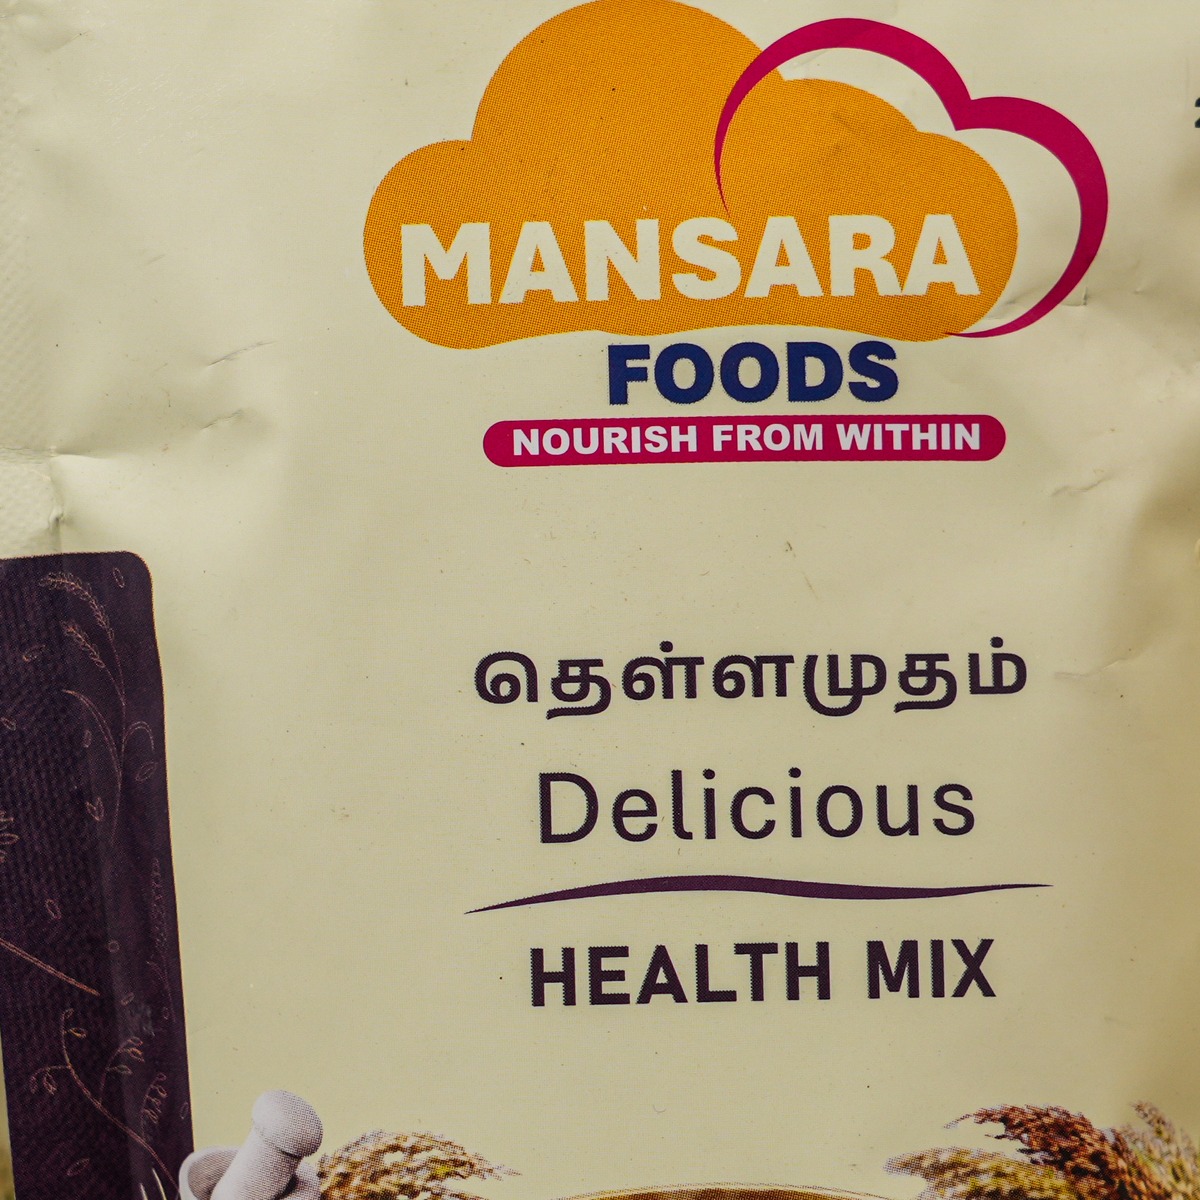 MANSARA
FOODS
NOURISH FROM WITHIN
தெள்ளமுதம்
Delicious
HEALTH MIX